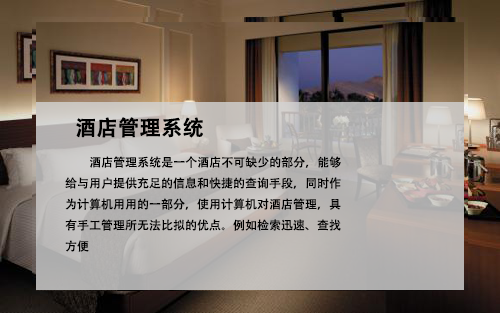 酒店管理系统
酒店管理系统是一个酒店不可缺少的部分，能够
给与用户提供充足的信息和快捷的查询手段，同时作
为计算机用用的一部分，使用计算机对酒店管理，具
有手工管理所无法比拟的优点。例如检索迅速、查找
方便